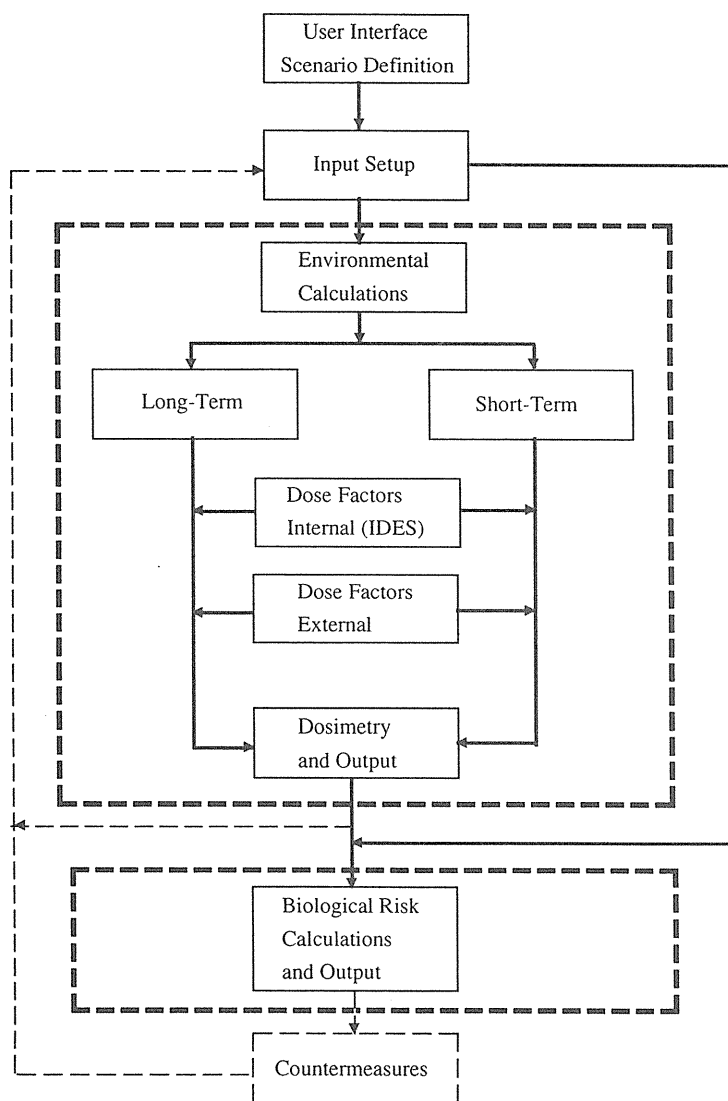 User Interface
Scenario Definition
Input Setup
Environmental
Calculations
Long-Term
Short-Term
Dose Factors
Internal (IDES)
Dose Factors
External
Dosimetry
and Output
Biological Risk
Calculations
and Output
Countermeasures